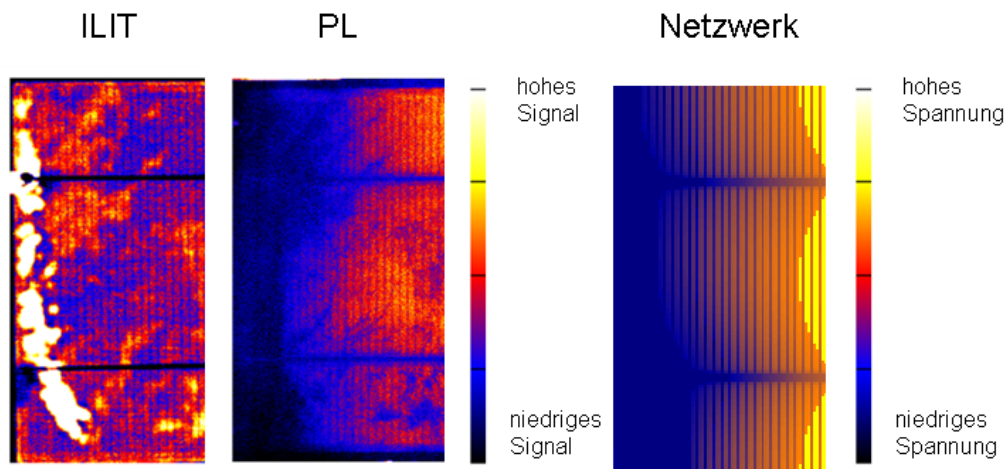 ILIT
PL
Netzwerk
hohes
Signal
niedriges
Signal
hohes
Spannung
niedriges
Spannung